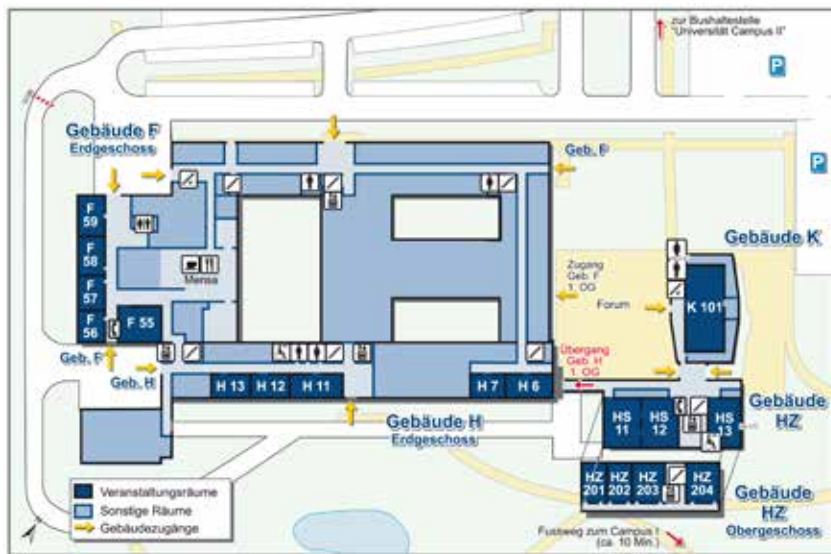 zur Bushaltestelle
"Universität Campus II"
P
P
Gebäude F
Erdgeschoss
Geb. F
F
59
F
58
F
57
F
56
F 55
Mensa
Gebäude K
Zugang
Geb. F
1. OG
Forum
K 101
Geb. F
Geb. H
Übergang
Geb. H
1. OG
H 13
H 12
H 11
H 7
H 6
Gebäude H
Erdgeschoss
HS
11
HS
12
HS
13
Gebäude
HZ
HZ
201
HZ
202
HZ
203
HZ
204
Gebäude
HZ
Obergeschoss
Veranstaltungsräume
Sonstige Räume
Gebäudezugänge
Fussweg zum Campus I
(ca. 10 Min.)